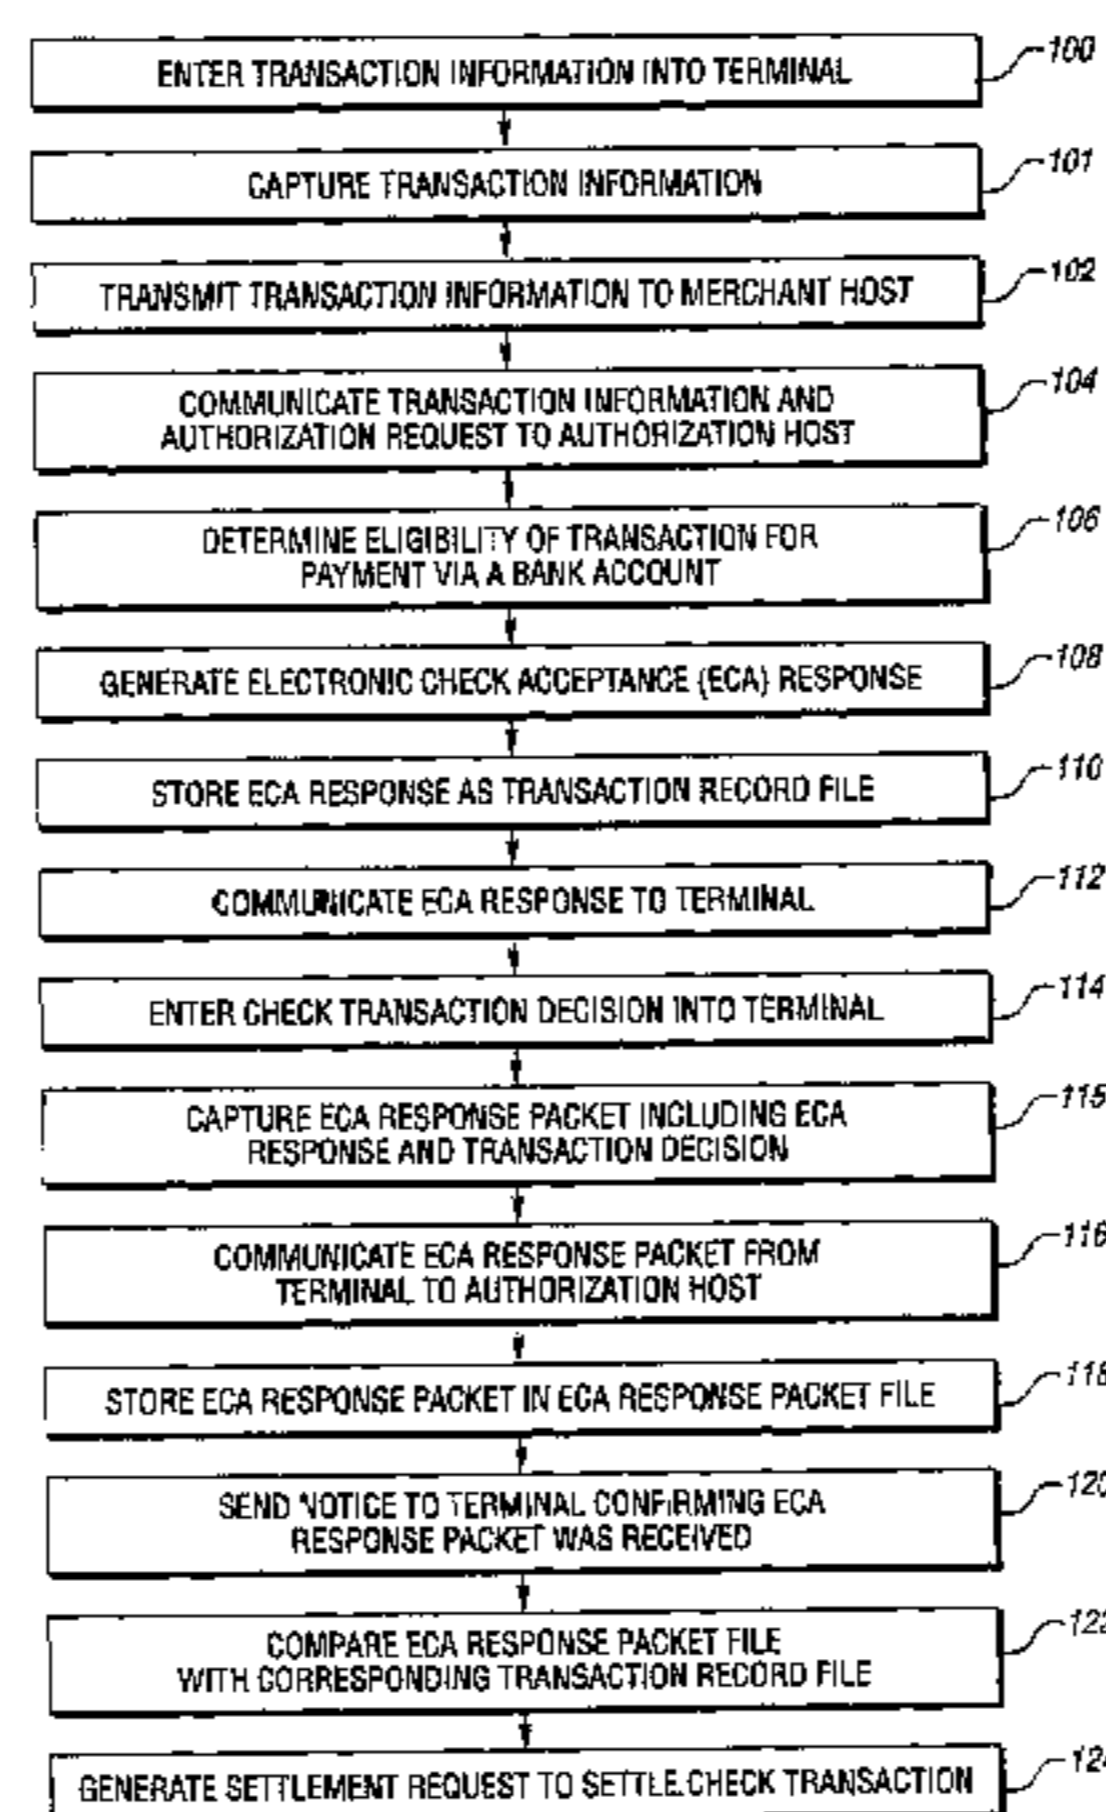 ENTER TRANSACTION INFORMATION INTO TERMINAL
100
CAPTURE TRANSACTION INFORMATION
101
TRANSMIT TRANSACTION INFORMATION TO MERCHANT HOST
102
COMMUNICATE TRANSACTION INFORMATION AND
AUTHORIZATION REQUEST TO AUTHORIZATION HOST
104
DETERMINE ELIGIBILITY OF TRANSACTION FOR
PAYMENT VIA A BANK ACCOUNT
106
GENERATE ELECTRONIC CHECK ACCEPTANCE (ECA) RESPONSE
108
STORE ECA RESPONSE AS TRANSACTION RECORD FILE
110
COMMUNICATE ECA RESPONSE TO TERMINAL
112
ENTER CHECK TRANSACTION DECISION INTO TERMINAL
114
CAPTURE ECA RESPONSE PACKET INCLUDING ECA
RESPONSE AND TRANSACTION DECISION
115
COMMUNICATE ECA RESPONSE PACKET FROM
TERMINAL TO AUTHORIZATION HOST
116
STORE ECA RESPONSE PACKET IN ECA RESPONSE PACKET FILE
118
SEND NOTICE TO TERMINAL CONFIRMING ECA
RESPONSE PACKET WAS RECEIVED
120
COMPARE ECA RESPONSE PACKET FILE
WITH CORRESPONDING TRANSACTION RECORD FILE
122
GENERATE SETTLEMENT REQUEST TO SETTLE CHECK TRANSACTION
124